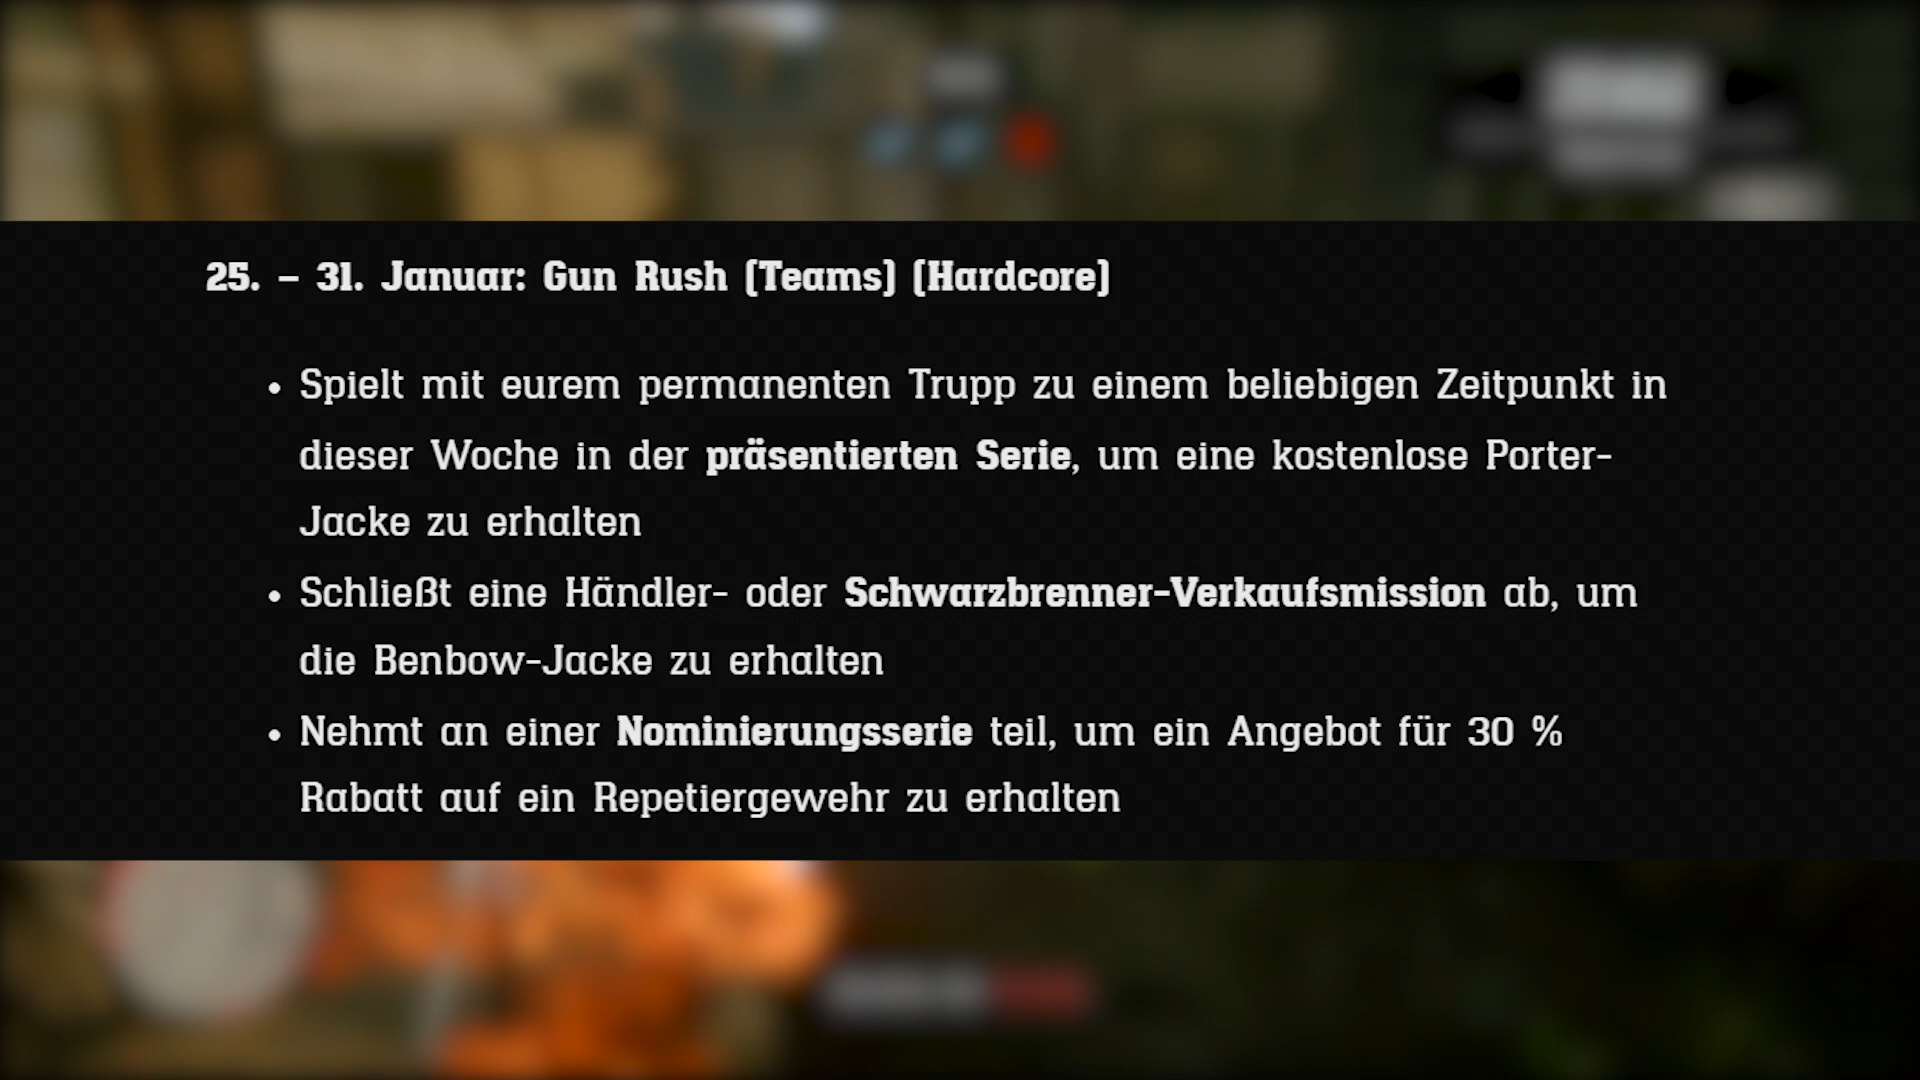 25. – 31. Januar: Gun Rush (Teams) (Hardcore)
• Spielt mit eurem permanenten Trupp zu einem beliebigen Zeitpunkt in
dieser Woche in der präsentierten Serie, um eine kostenlose Porter-
Jacke zu erhalten
• Schließt eine Händler- oder Schwarzbrenner-Verkaufsmission ab, um
die Benbow-Jacke zu erhalten
• Nehmt an einer Nominierungsserie teil, um ein Angebot für 30 %
Rabatt auf ein Repetiergewehr zu erhalten